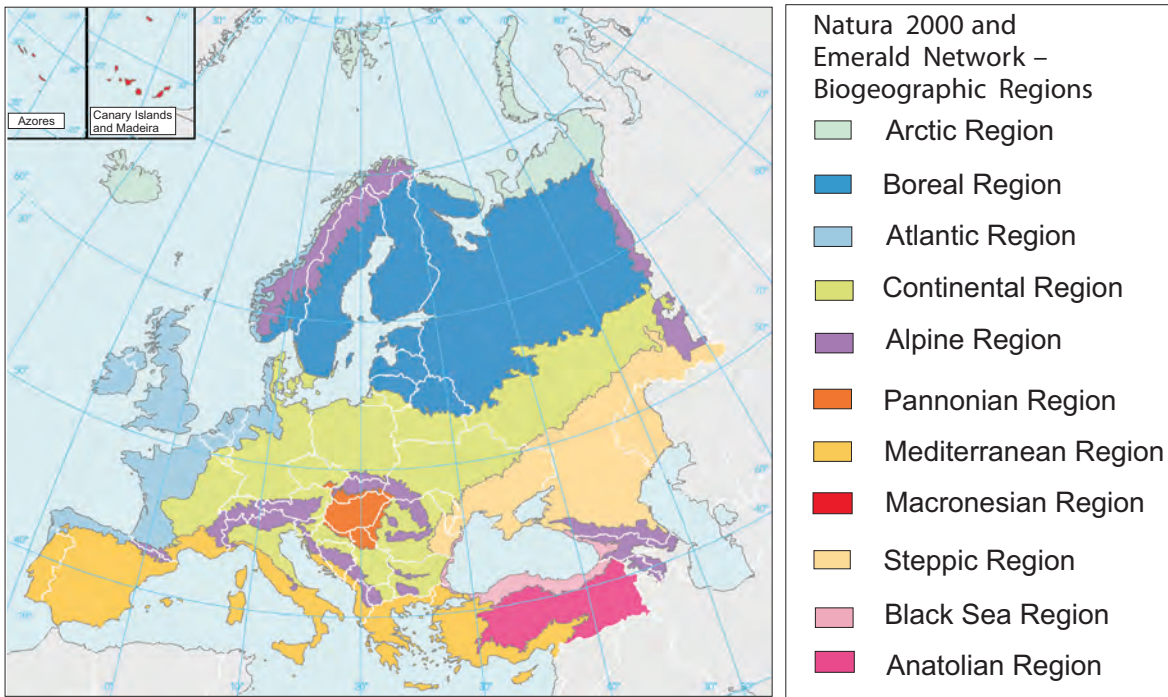 Azores
Canary Islands
and Madeira
Natura 2000 and
Emerald Network –
Biogeographic Regions
Arctic Region
Boreal Region
Atlantic Region
Continental Region
Alpine Region
Pannonian Region
Mediterranean Region
Macronesian Region
Steppic Region
Black Sea Region
Anatolian Region